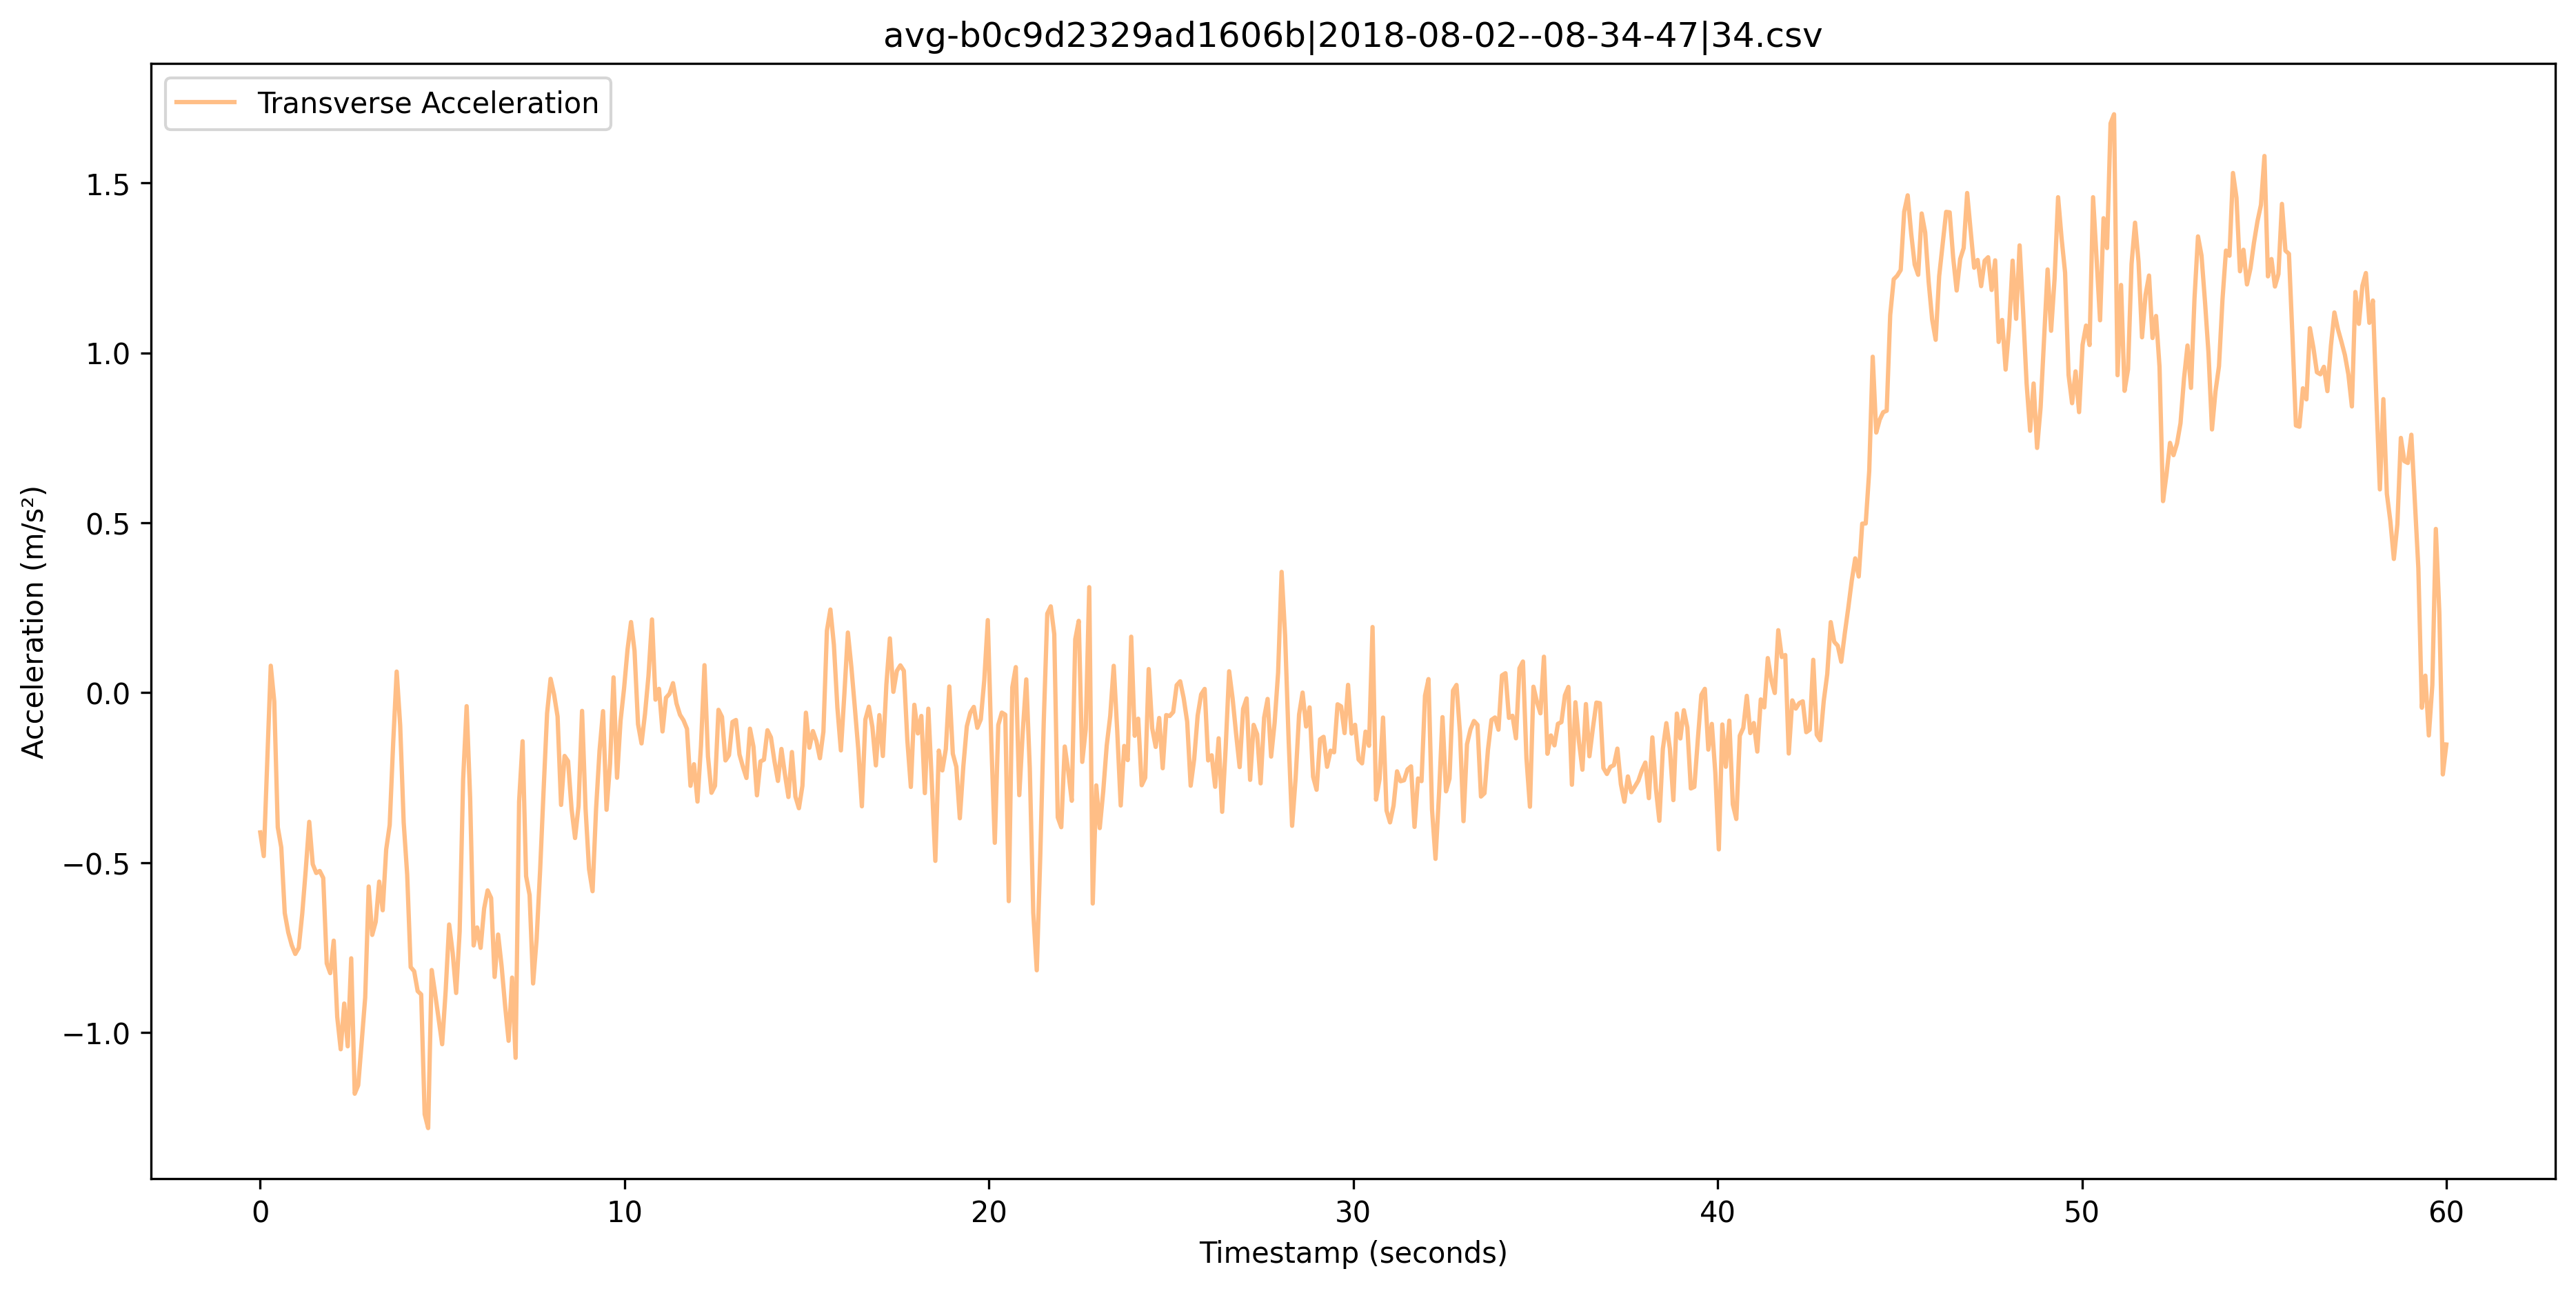 avg-b0c9d2329ad1606b|2018-08-02--08-34-47|34.csv
Transverse Acceleration
1.5
1.0
0.5
0.0
−0.5
−1.0
Acceleration (m/s²)
0 10 20 30 40 50 60
Timestamp (seconds)